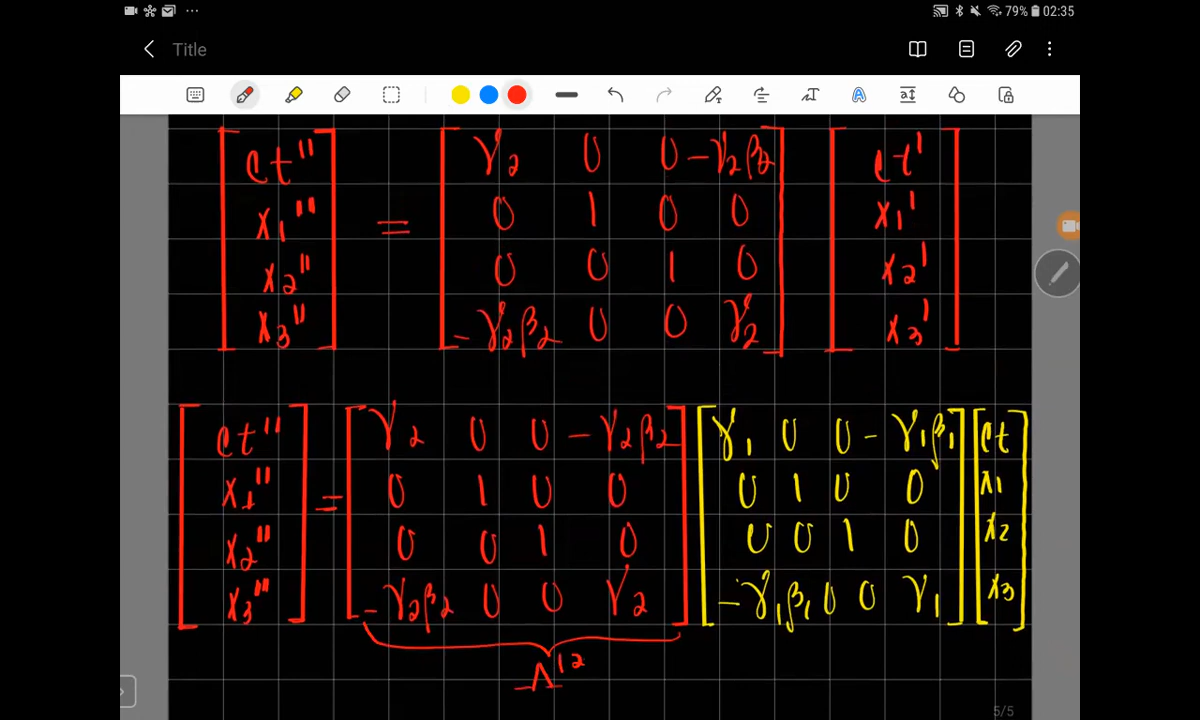 79% 02:35
Title
[ct'' x1'' x2'' x3''] = [γ2 0 0 -γ2β2; 0 1 0 0; 0 0 1 0; -γ2β2 0 0 γ2] [ct' x1' x2' x3']
[ct'' x1'' x2'' x3''] = [γ2 0 0 -γ2β2; 0 1 0 0; 0 0 1 0; -γ2β2 0 0 γ2] [γ1 0 0 -γ1β1; 0 1 0 0; 0 0 1 0; -γ1β1 0 0 γ1] [ct x1 x2 x3]
Λ12
5/5